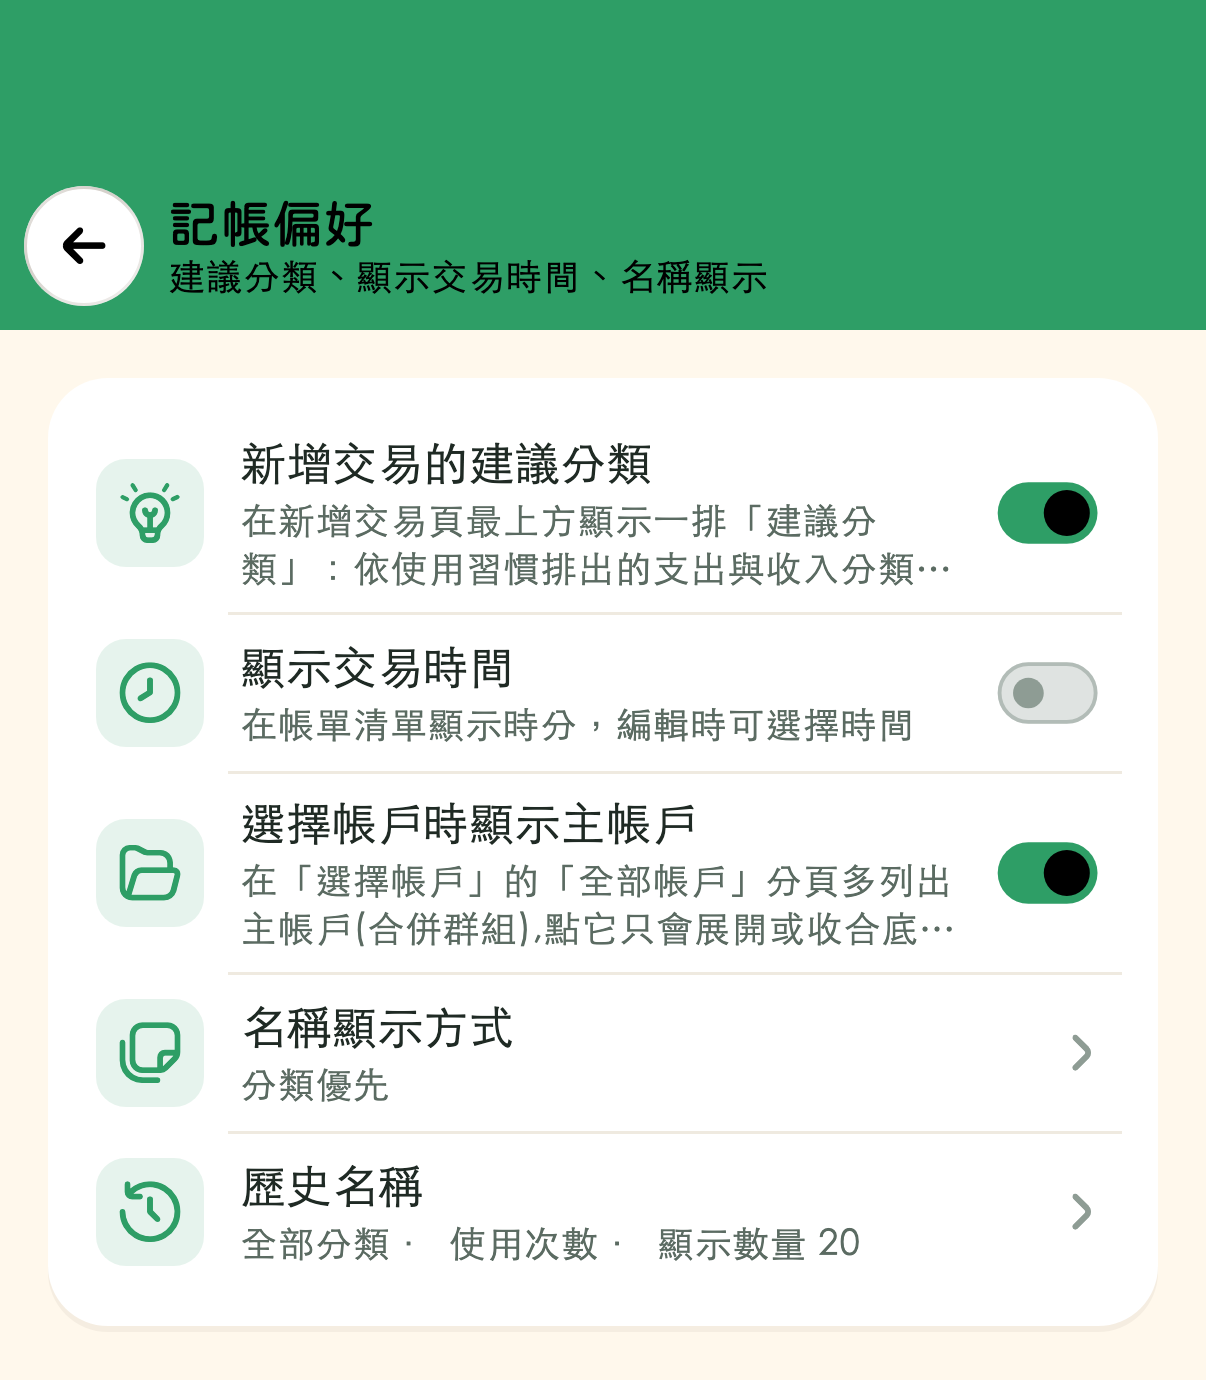 記帳偏好
建議分類、顯示交易時間、名稱顯示
新增交易的建議分類
在新增交易頁最上方顯示一排「建議分
類」：依使用習慣排出的支出與收入分類…
顯示交易時間
在帳單清單顯示時分，編輯時可選擇時間
選擇帳戶時顯示主帳戶
在「選擇帳戶」的「全部帳戶」分頁多列出
主帳戶(合併群組),點它只會展開或收合底…
名稱顯示方式
分類優先
歷史名稱
全部分類 · 使用次數 · 顯示數量 20